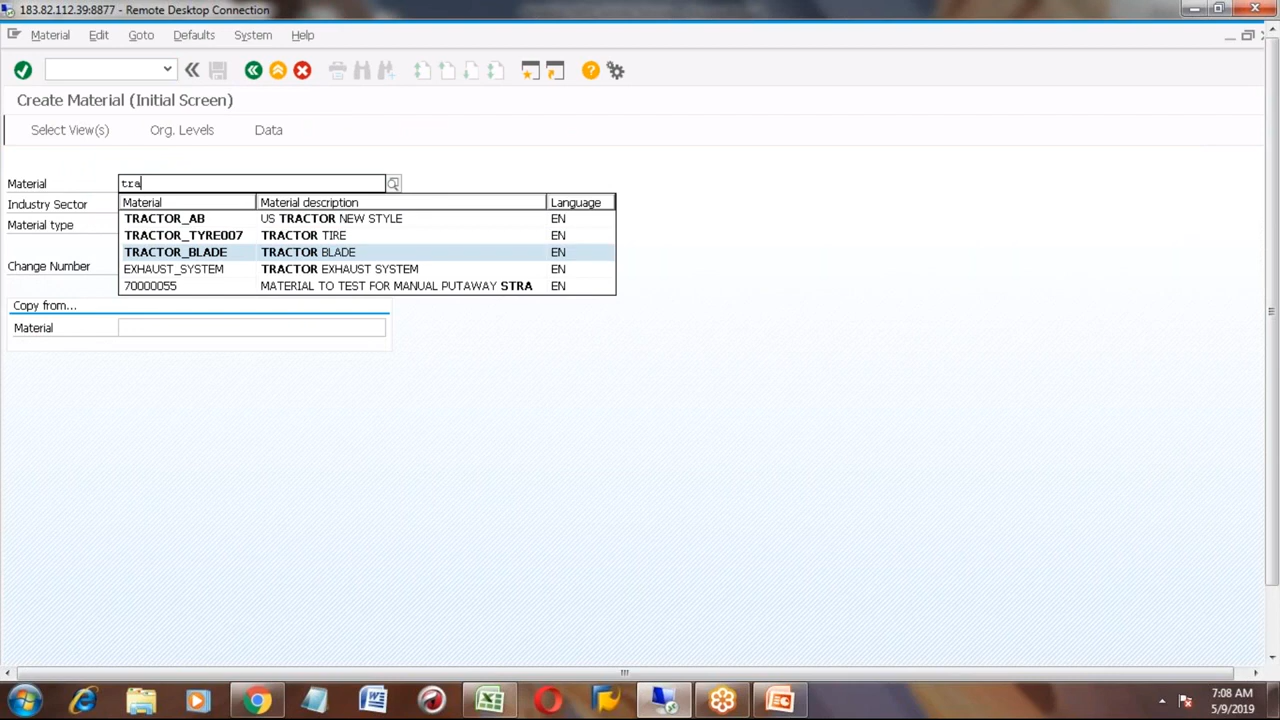 183.82.112.39:8877 - Remote Desktop Connection
Material Edit Goto Defaults System Help
Create Material (Initial Screen)
Select View(s) Org. Levels Data
Material tra
Industry Sector
Material type
Change Number
Material Material description Language
TRACTOR_AB US TRACTOR NEW STYLE EN
TRACTOR_TYRE007 TRACTOR TIRE EN
TRACTOR_BLADE TRACTOR BLADE EN
EXHAUST_SYSTEM TRACTOR EXHAUST SYSTEM EN
70000055 MATERIAL TO TEST FOR MANUAL PUTAWAY STRA EN
Copy from...
Material
7:08 AM
5/9/2019